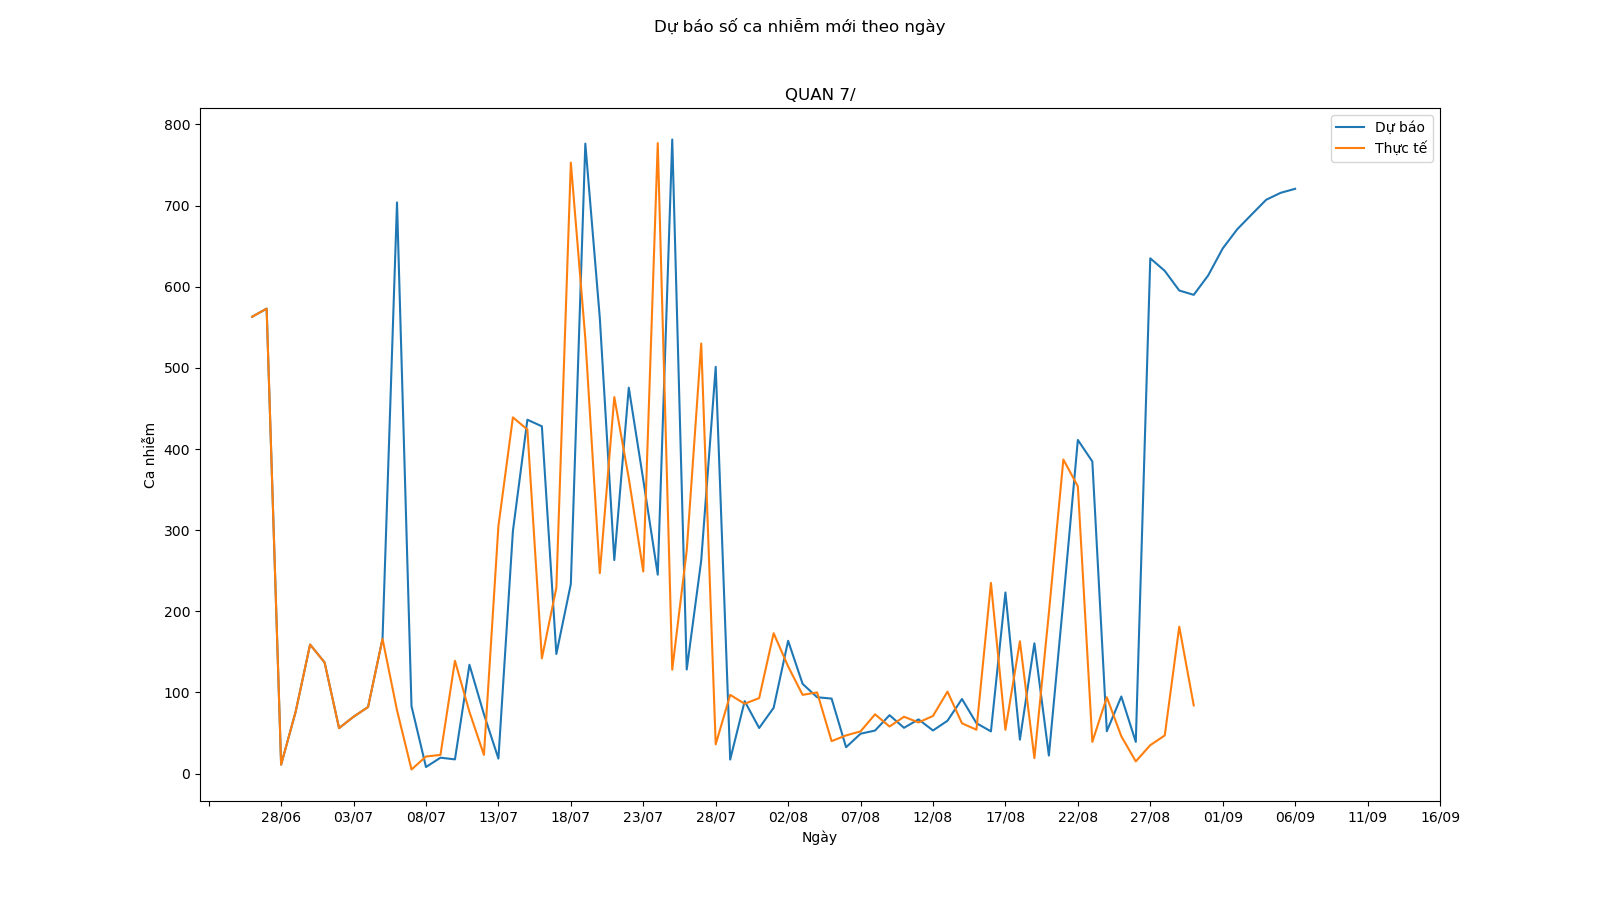 Dự báo số ca nhiễm mới theo ngày
QUAN 7/
Dự báo
Thực tế
800
700
600
500
400
300
200
100
0
Ca nhiễm
28/06 03/07 08/07 13/07 18/07 23/07 28/07 02/08 07/08 12/08 17/08 22/08 27/08 01/09 06/09 11/09 16/09
Ngày